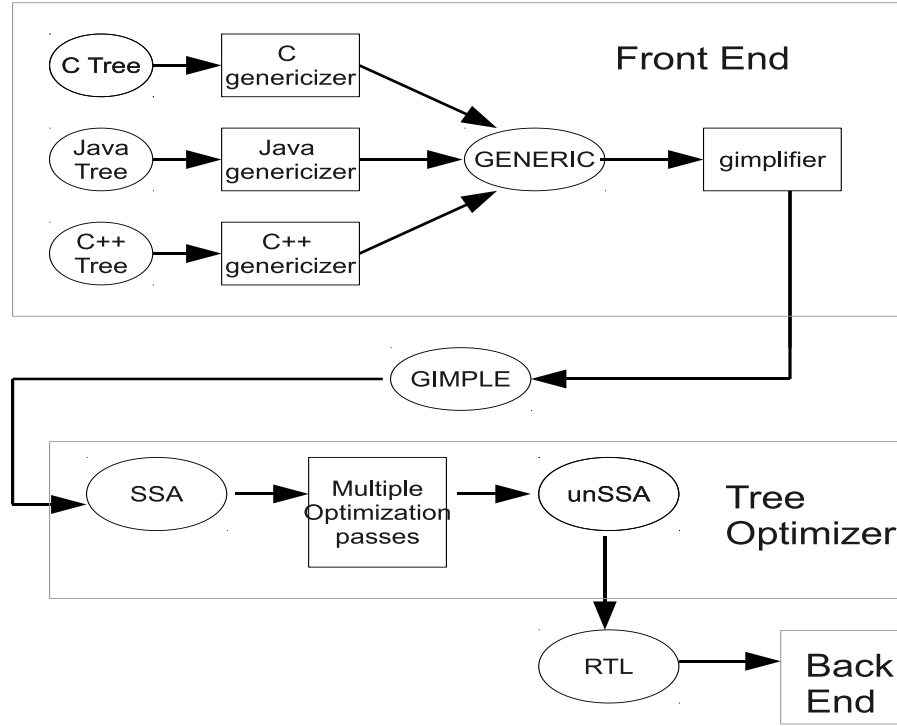 C Tree
C
genericizer
Front End
Java
Tree
Java
genericizer
GENERIC
gimplifier
C++
Tree
C++
genericizer
GIMPLE
SSA
Multiple
Optimization
passes
unSSA
Tree
Optimizer
RTL
Back
End